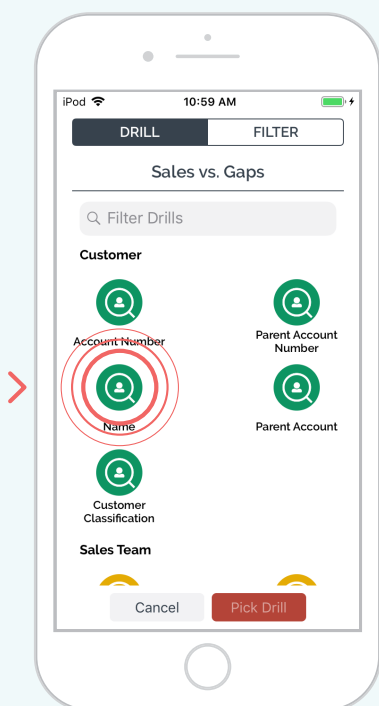 iPod 10:59 AM
DRILL FILTER
Sales vs. Gaps
Filter Drills
Customer
Account Number
Parent Account
Number
Name
Parent Account
Customer
Classification
Sales Team
Cancel
Pick Drill